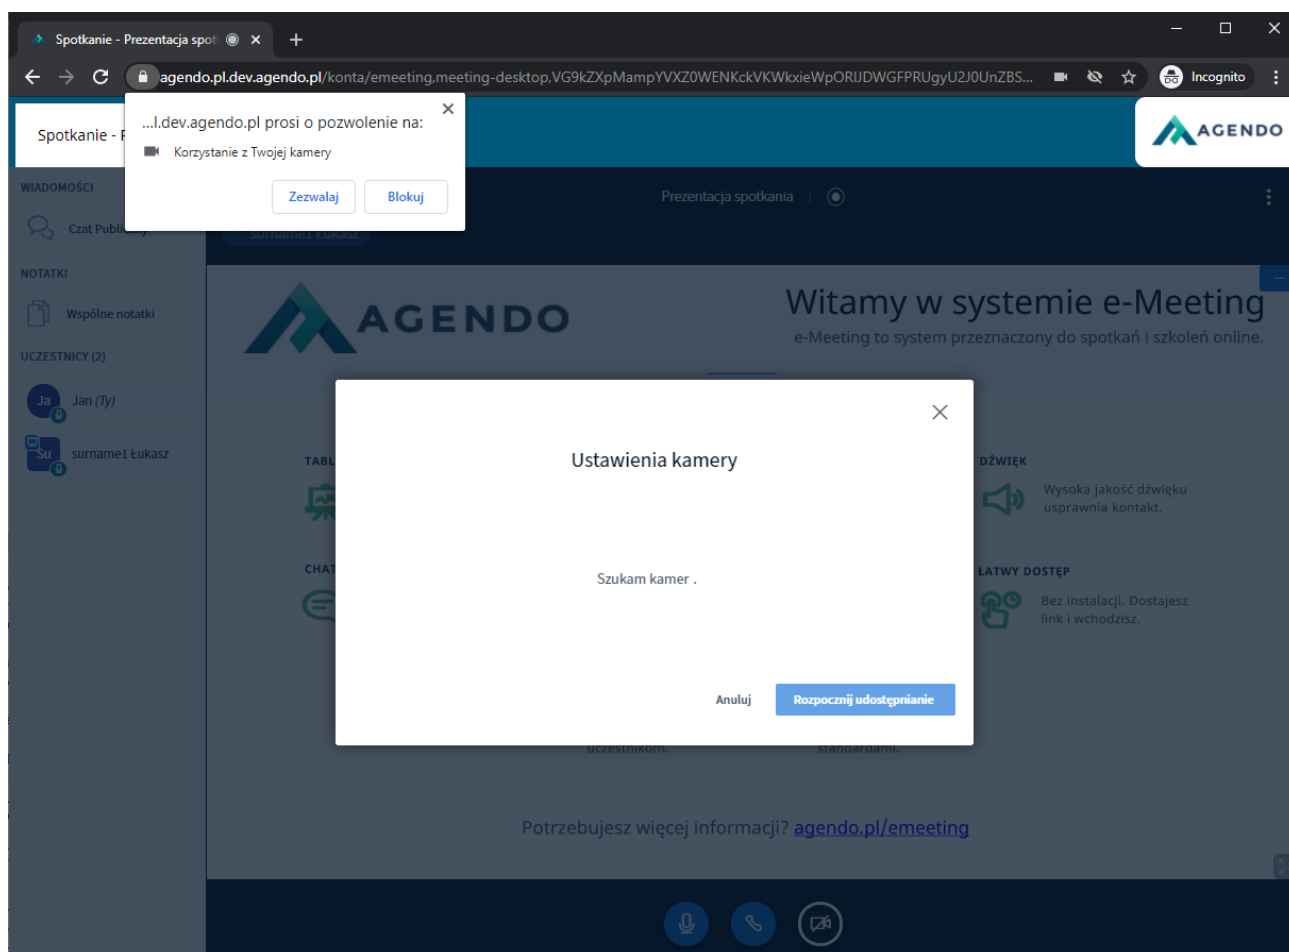 Spotkanie - Prezentacja spot
agendo.pl.dev.agendo.pl/konta/emeeting,meeting-desktop,VG9kZXpMampYVXZ0WENKckVKWkxieWpORIJDWGFPRUgyU2J0UnZBS...
Incognito
...l.dev.agendo.pl prosi o pozwolenie na:
Korzystanie z Twojej kamery
Zezwalaj
Blokuj
Spotkanie - P
AGENDO
WIADOMOŚCI
Czat Publiczny
Prezentacja spotkania
surname1 Łukasz
NOTATKI
Wspólne notatki
UCZESTNICY (2)
Ja Jan (Ty)
Su surname1 Łukasz
AGENDO
Witamy w systemie e-Meeting
e-Meeting to system przeznaczony do spotkań i szkoleń online.
TABL
DŹWIĘK
Wysoka jakość dźwięku
usprawnia kontakt.
CHAT
ŁATWY DOSTĘP
Bez instalacji. Dostajesz
link i wchodzisz.
Ustawienia kamery
Szukam kamer .
Anuluj
Rozpocznij udostępnianie
uczestnikom.
standardami.
Potrzebujesz więcej informacji? agendo.pl/emeeting